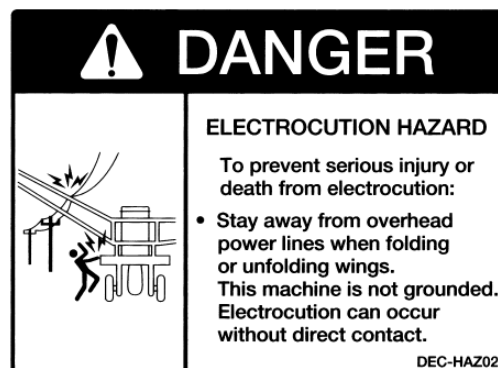 DANGER
ELECTROCUTION HAZARD
To prevent serious injury or
death from electrocution:
• Stay away from overhead
power lines when folding
or unfolding wings.
This machine is not grounded.
Electrocution can occur
without direct contact.
DEC-HAZ02